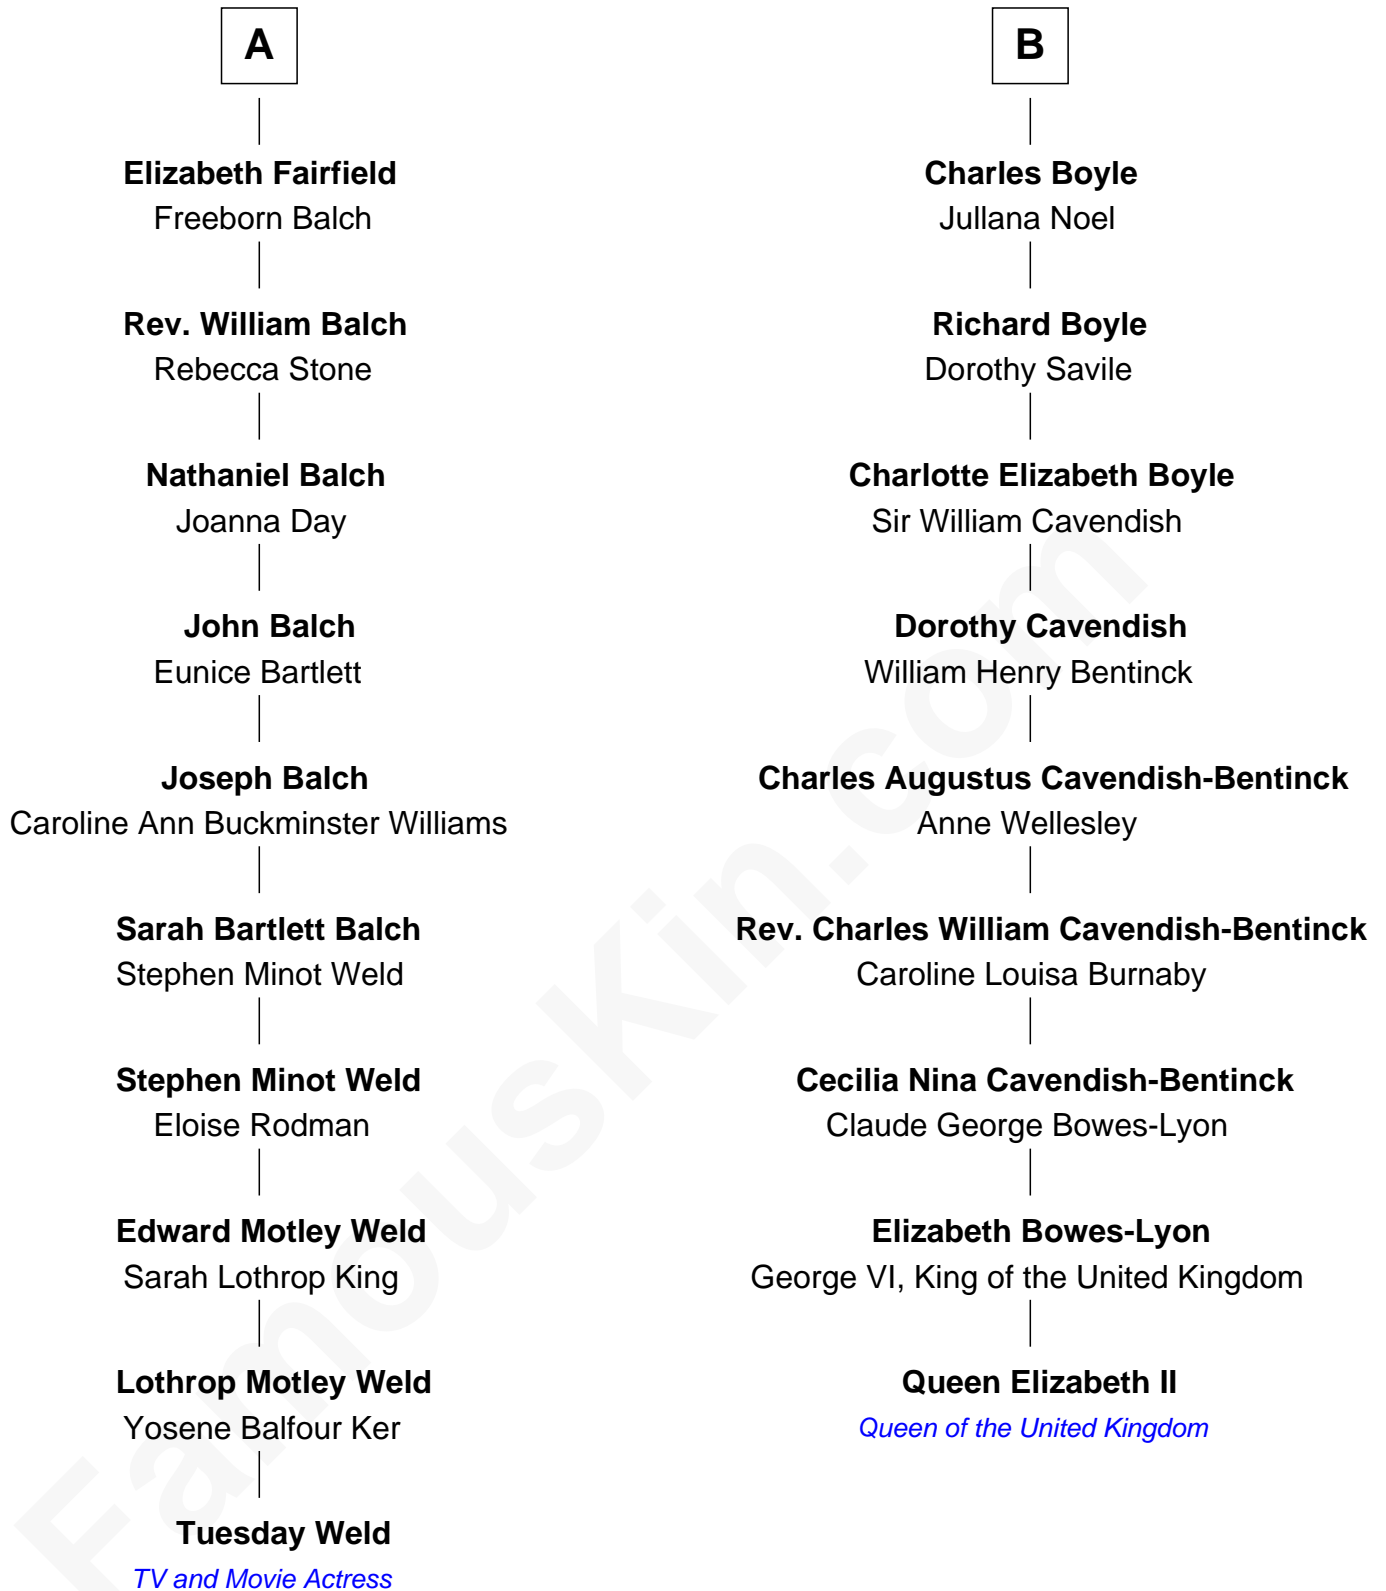 A
Elizabeth Fairfield
Freeborn Balch
Rev. William Balch
Rebecca Stone
Nathaniel Balch
Joanna Day
John Balch
Eunice Bartlett
Joseph Balch
Caroline Ann Buckminster Williams
Sarah Bartlett Balch
Stephen Minot Weld
Stephen Minot Weld
Eloise Rodman
Edward Motley Weld
Sarah Lothrop King
Lothrop Motley Weld
Yosene Balfour Ker
Tuesday Weld
TV and Movie Actress
B
Charles Boyle
Jullana Noel
Richard Boyle
Dorothy Savile
Charlotte Elizabeth Boyle
Sir William Cavendish
Dorothy Cavendish
William Henry Bentinck
Charles Augustus Cavendish-Bentinck
Anne Wellesley
Rev. Charles William Cavendish-Bentinck
Caroline Louisa Burnaby
Cecilia Nina Cavendish-Bentinck
Claude George Bowes-Lyon
Elizabeth Bowes-Lyon
George VI, King of the United Kingdom
Queen Elizabeth II
Queen of the United Kingdom
FamousKin.com